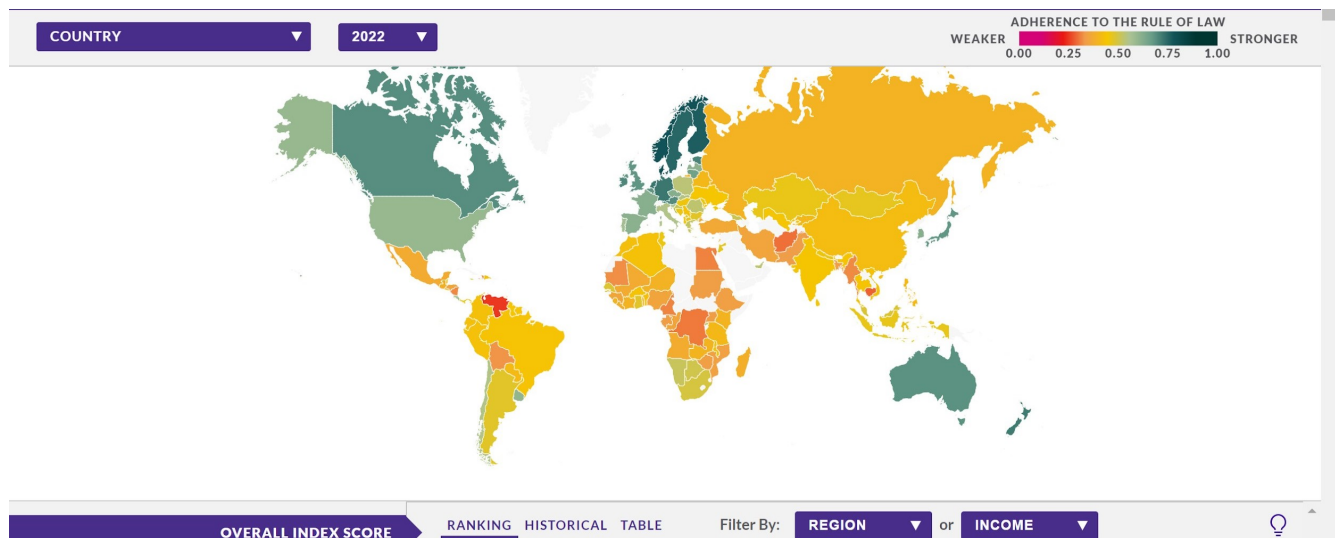 COUNTRY
2022
ADHERENCE TO THE RULE OF LAW
WEAKER STRONGER
0.00 0.25 0.50 0.75 1.00
OVERALL INDEX SCORE
RANKING HISTORICAL TABLE
Filter By: REGION or INCOME